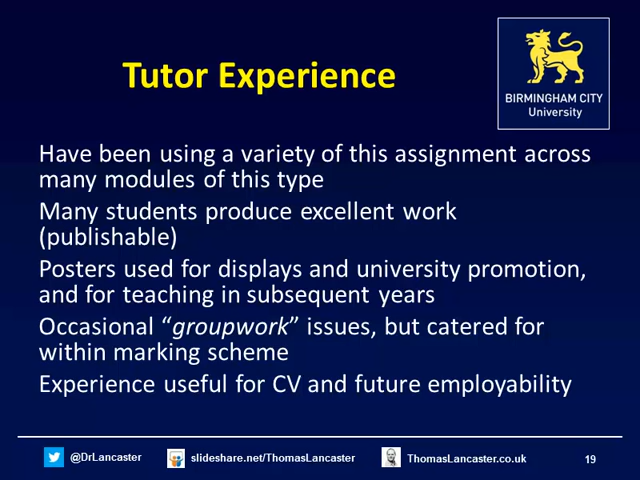 Tutor Experience
BIRMINGHAM CITY
University
Have been using a variety of this assignment across
many modules of this type
Many students produce excellent work
(publishable)
Posters used for displays and university promotion,
and for teaching in subsequent years
Occasional “groupwork” issues, but catered for
within marking scheme
Experience useful for CV and future employability
@DrLancaster
slideshare.net/ThomasLancaster
ThomasLancaster.co.uk
19